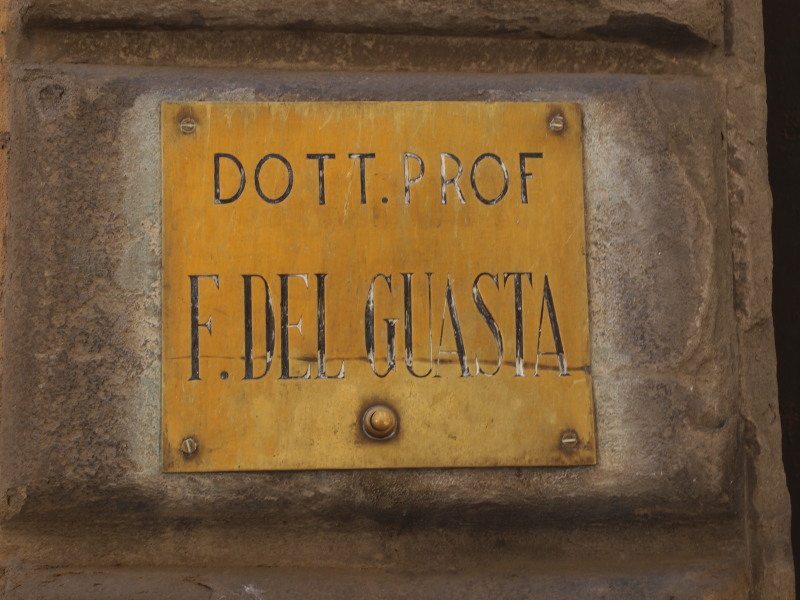 DOTT. PROF
F. DEL GUASTA